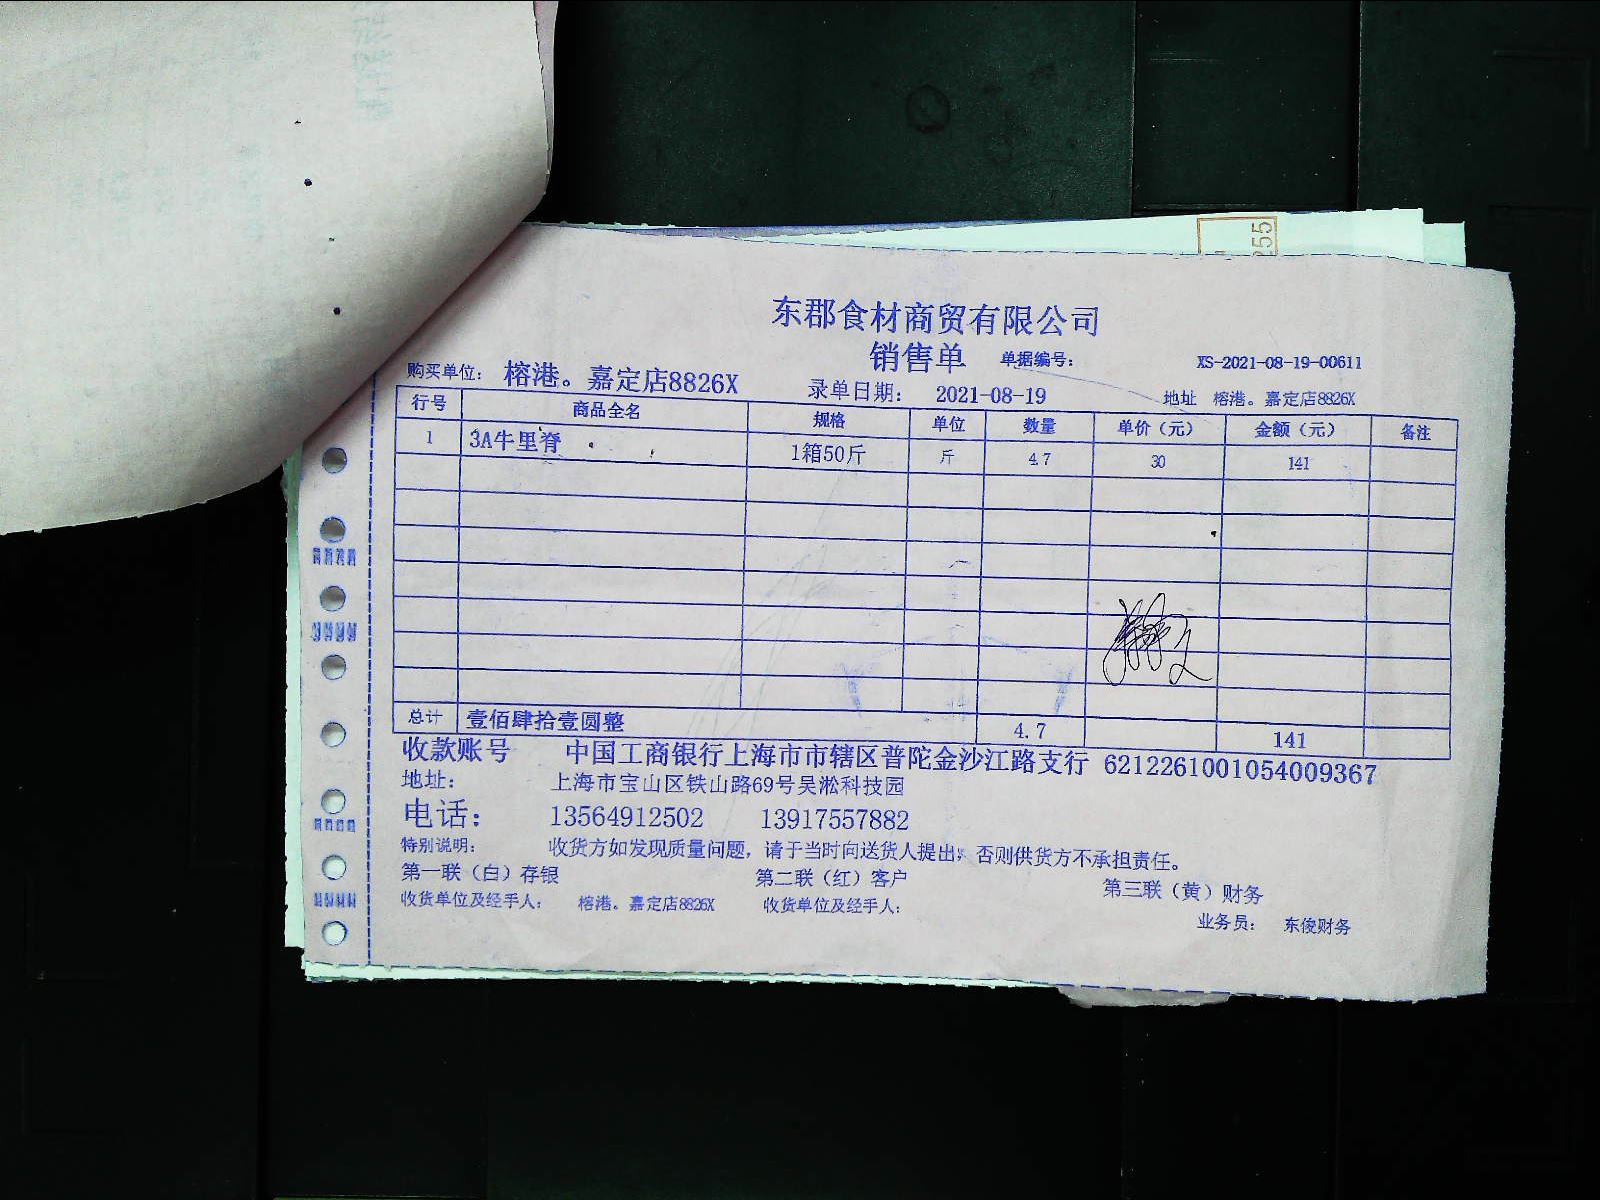 255
东郡食材商贸有限公司
销售单 单据编号: XS-2021-08-19-00611
购买单位: 榕港。嘉定店8826X 录单日期: 2021-08-19 地址 榕港。嘉定店8826X
行号 商品全名 规格 单位 数量 单价（元） 金额（元） 备注
1 3A牛里脊 1箱50斤 斤 4.7 30 141
总计 壹佰肆拾壹圆整 4.7 141
收款账号 中国工商银行上海市市辖区普陀金沙江路支行 6212261001054009367
地址: 上海市宝山区铁山路69号吴淞科技园
电话: 13564912502 13917557882
特别说明: 收货方如发现质量问题，请于当时向送货人提出；否则供货方不承担责任。
第一联（白）存银 第二联（红）客户 第三联（黄）财务
收货单位及经手人: 榕港。嘉定店8826X 收货单位及经手人:
业务员: 东俊财务